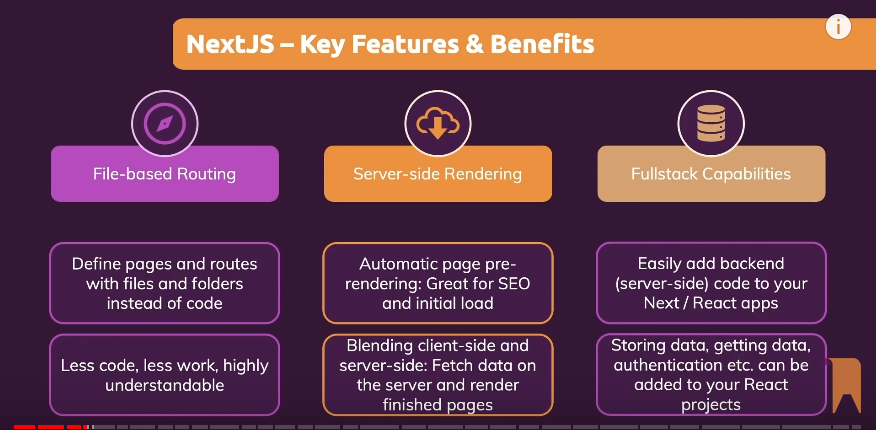 NextJS – Key Features & Benefits
i
File-based Routing
Server-side Rendering
Fullstack Capabilities
Define pages and routes
with files and folders
instead of code
Automatic page pre-
rendering: Great for SEO
and initial load
Easily add backend
(server-side) code to your
Next / React apps
Less code, less work, highly
understandable
Blending client-side and
server-side: Fetch data on
the server and render
finished pages
Storing data, getting data,
authentication etc. can be
added to your React
projects